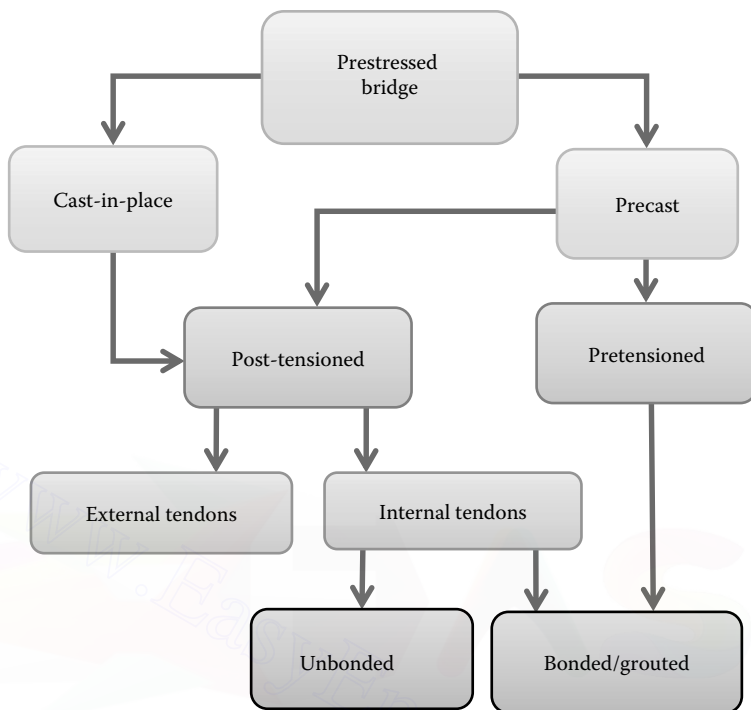 Prestressed
bridge
Cast-in-place
Precast
Post-tensioned
Pretensioned
External tendons
Internal tendons
Unbonded
Bonded/grouted